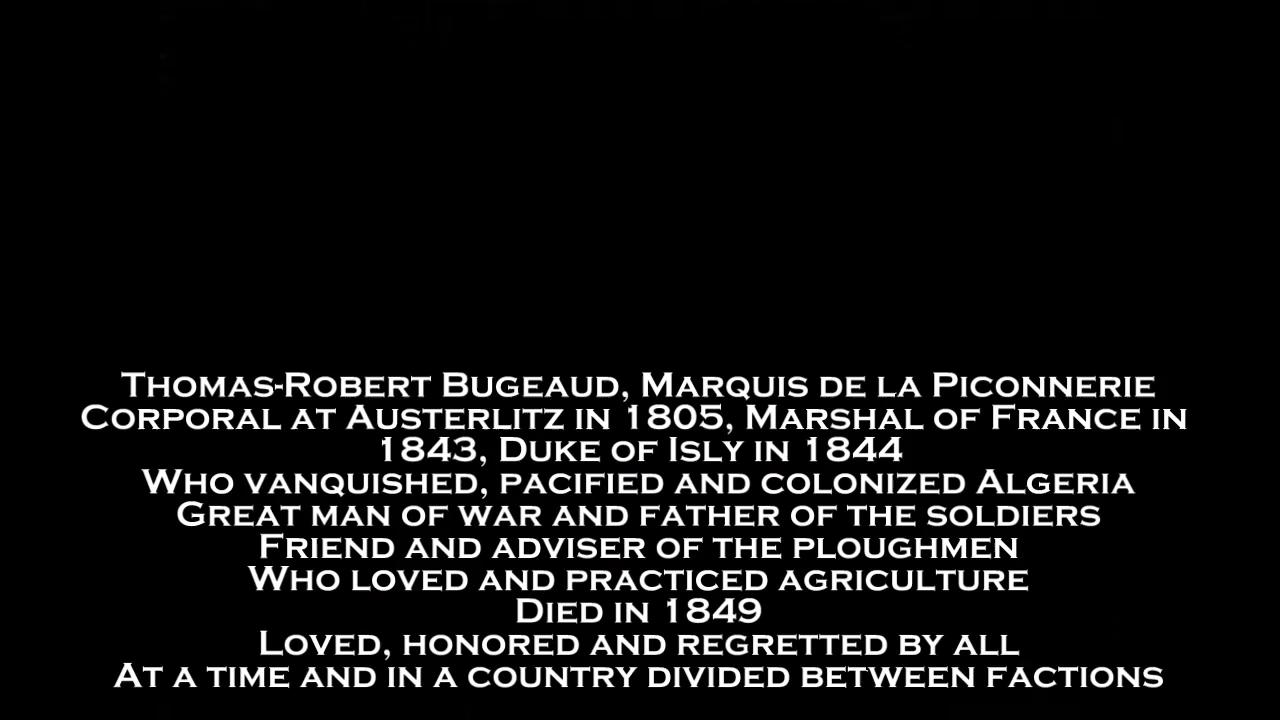 Thomas-Robert Bugeaud, Marquis de la Piconnerie
Corporal at Austerlitz in 1805, Marshal of France in
1843, Duke of Isly in 1844
Who vanquished, pacified and colonized Algeria
Great man of war and father of the soldiers
Friend and adviser of the ploughmen
Who loved and practiced agriculture
Died in 1849
Loved, honored and regretted by all
At a time and in a country divided between factions